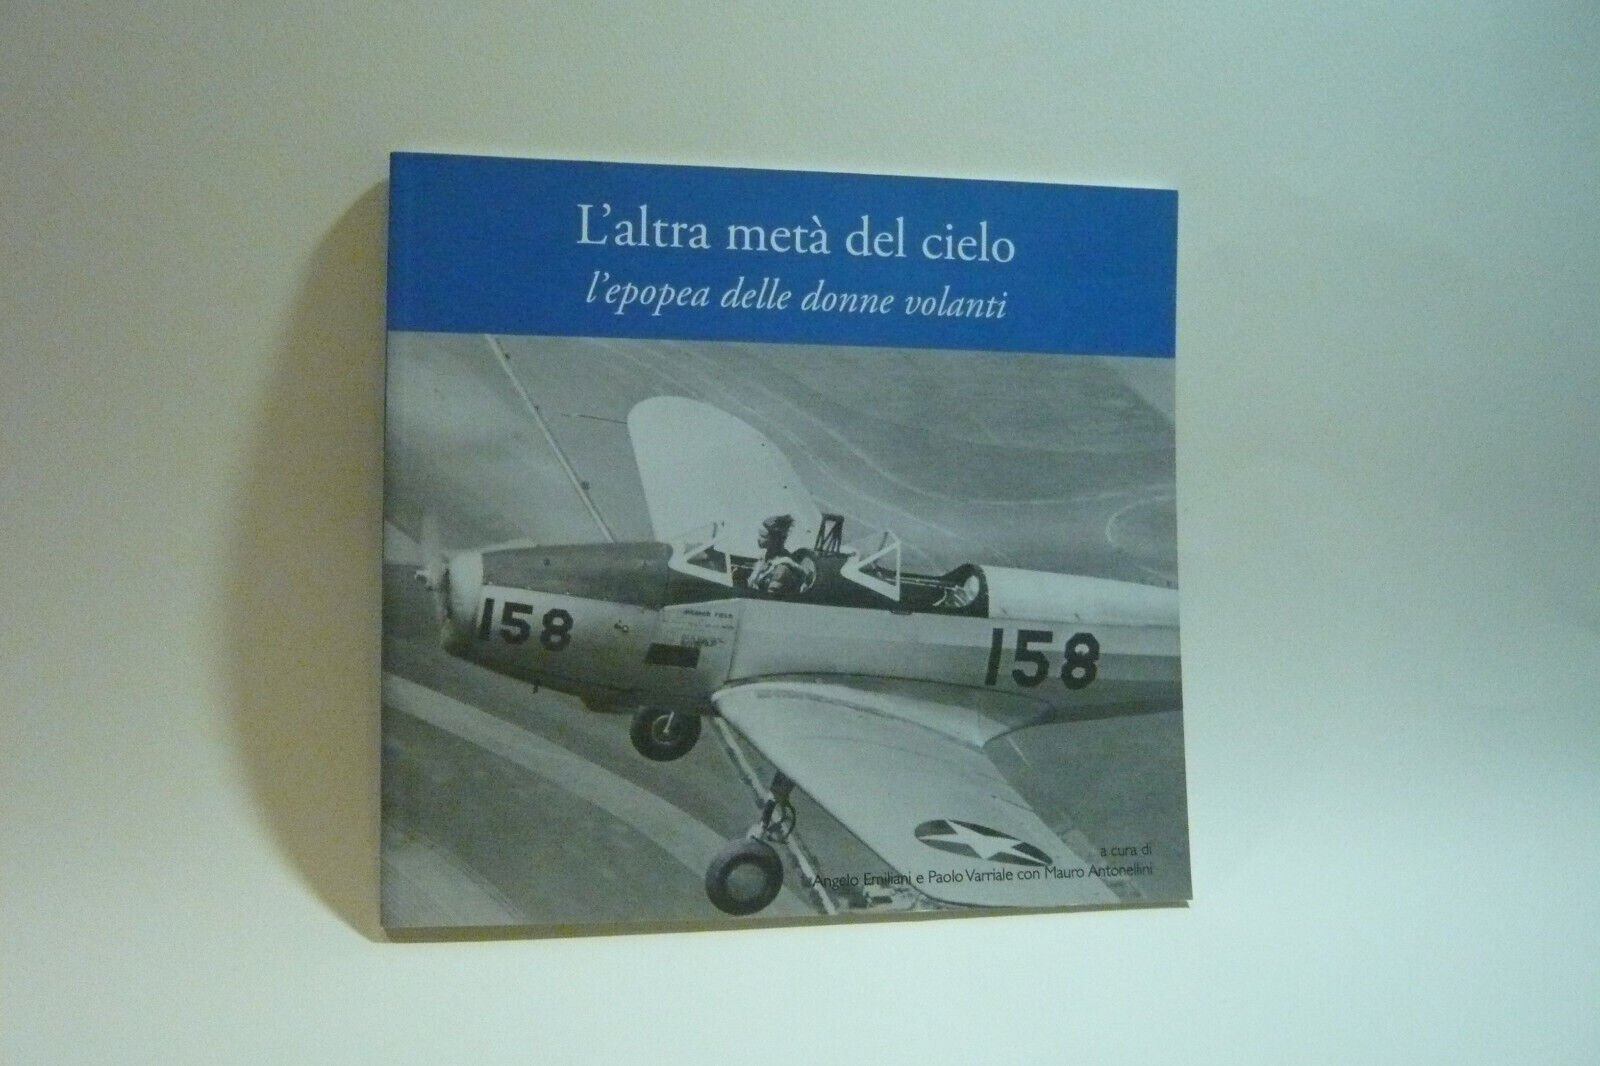 L'altra metà del cielo
l'epopea delle donne volanti
158
158
a cura di
Angelo Emiliani e Paolo Varriale con Mauro Antonellini